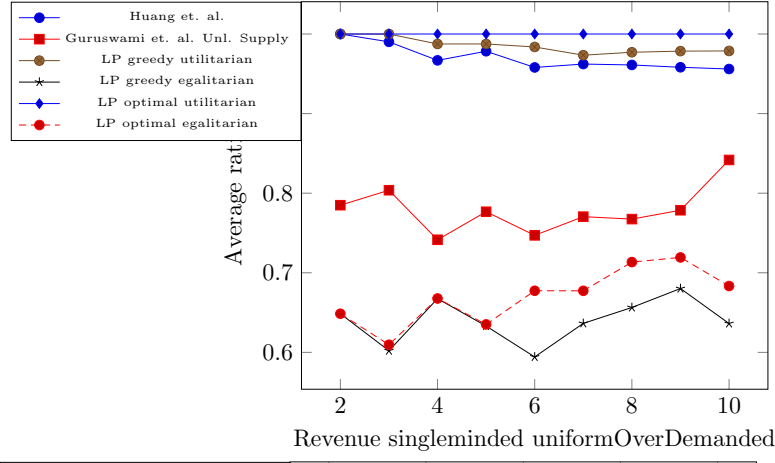 Huang et. al.
Guruswami et. al. Unl. Supply
LP greedy utilitarian
LP greedy egalitarian
LP optimal utilitarian
LP optimal egalitarian
Average
0.8
0.7
0.6
2 4 6 8 10
Revenue singleminded uniformOverDemanded